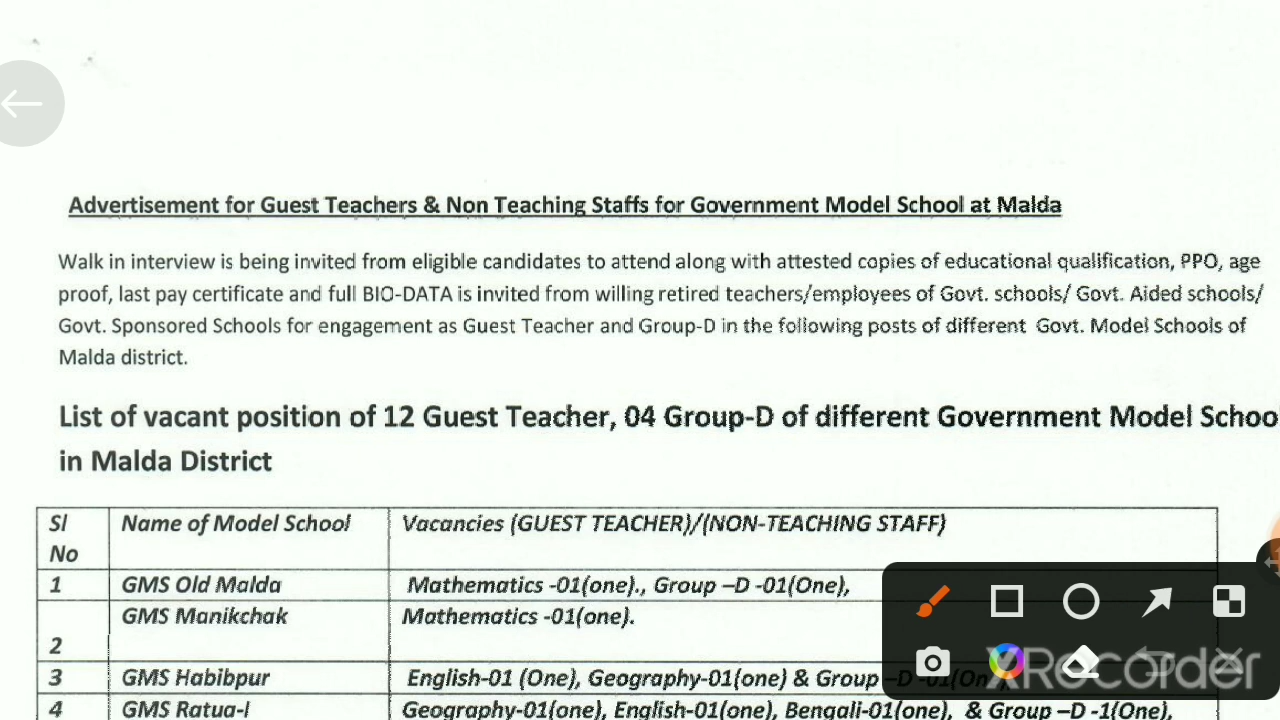 Advertisement for Guest Teachers & Non Teaching Staffs for Government Model School at Malda
Walk in interview is being invited from eligible candidates to attend along with attested copies of educational qualification, PPO, age
proof, last pay certificate and full BIO-DATA is invited from willing retired teachers/employees of Govt. schools/ Govt. Aided schools/
Govt. Sponsored Schools for engagement as Guest Teacher and Group-D in the following posts of different Govt. Model Schools of
Malda district.
List of vacant position of 12 Guest Teacher, 04 Group-D of different Government Model Schoo
in Malda District
Sl No Name of Model School Vacancies (GUEST TEACHER)/(NON-TEACHING STAFF)
1 GMS Old Malda Mathematics -01(one)., Group –D -01(One),
2 GMS Manikchak Mathematics -01(one).
3 GMS Habibpur English-01 (One), Geography-01(one) & Group –D -01(On
4 GMS Ratua-I Geography-01(one), English-01(one), Bengali-01(one), & Group –D -1(One),
XRecorder